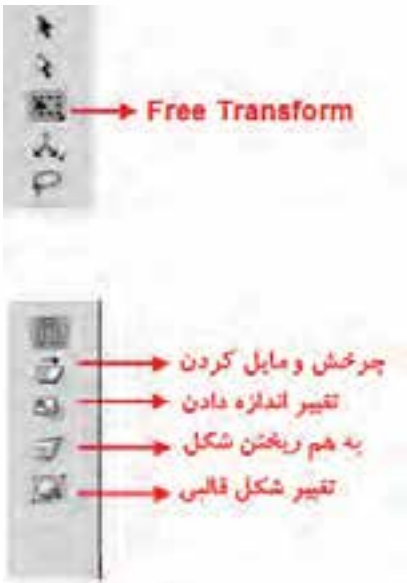 Free Transform
چرخش و مایل کردن
تغییر اندازه دادن
به هم ریختن شکل
تغییر شکل قالبی